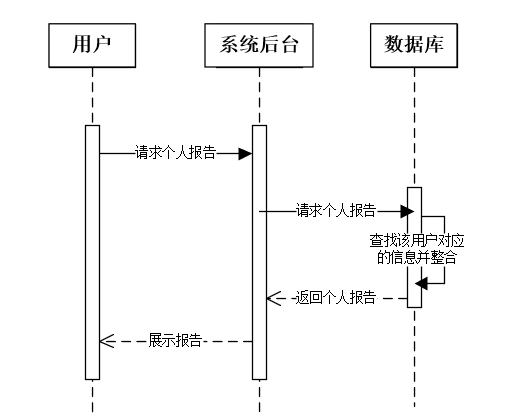 用户
系统后台
数据库
请求个人报告
请求个人报告
查找该用户对应
的信息并整合
返回个人报告
展示报告